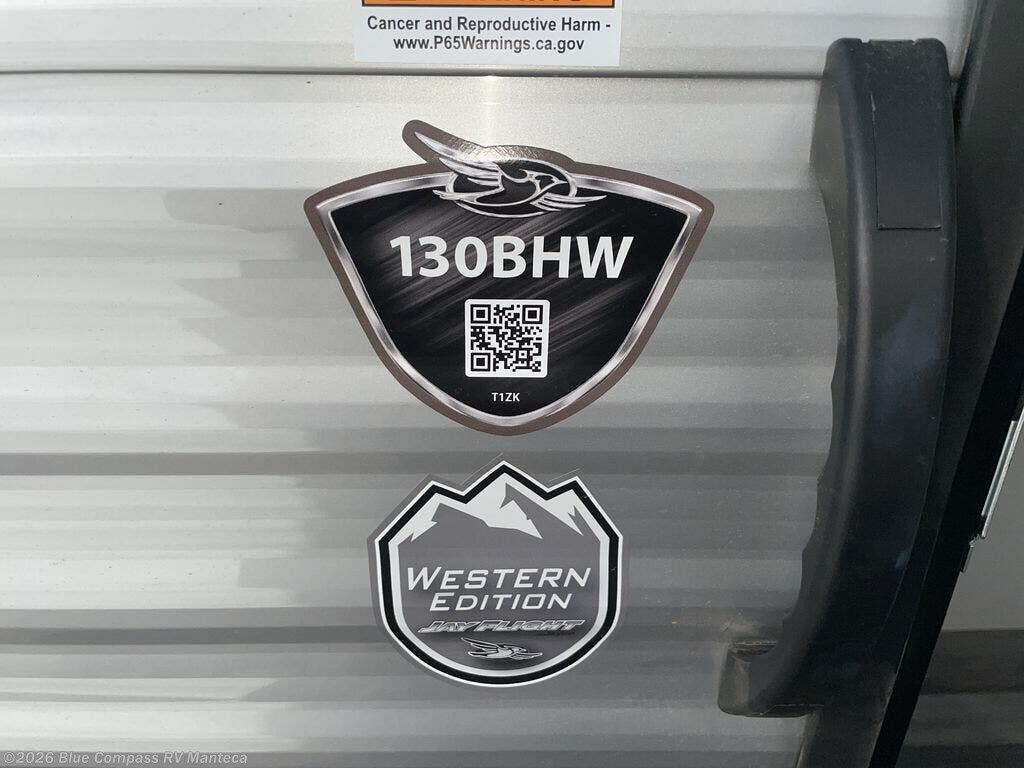 Cancer and Reproductive Harm -
www.P65Warnings.ca.gov
130BHW
T1ZK
WESTERN
EDITION
JAY FLIGHT
©2026 Blue Compass RV Manteca